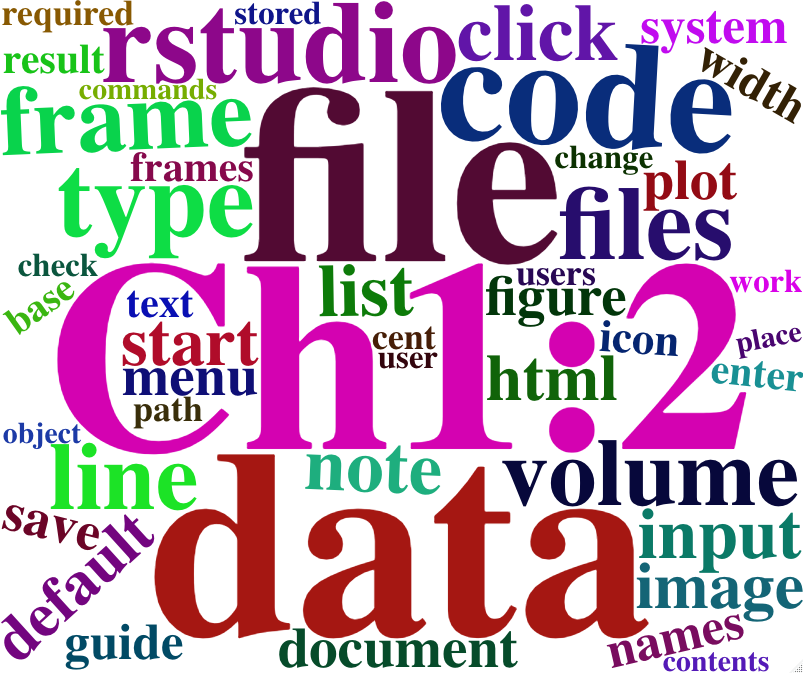 required
stored
rstudio
click
system
result
commands
width
frame
code
file
frames
change
type
plot
files
check
Ch1:2
list
users
work
base
text
figure
start
cent
icon
place
user
menu
html
enter
path
object
line
note
volume
data
save
default
input
image
guide
document
names
contents